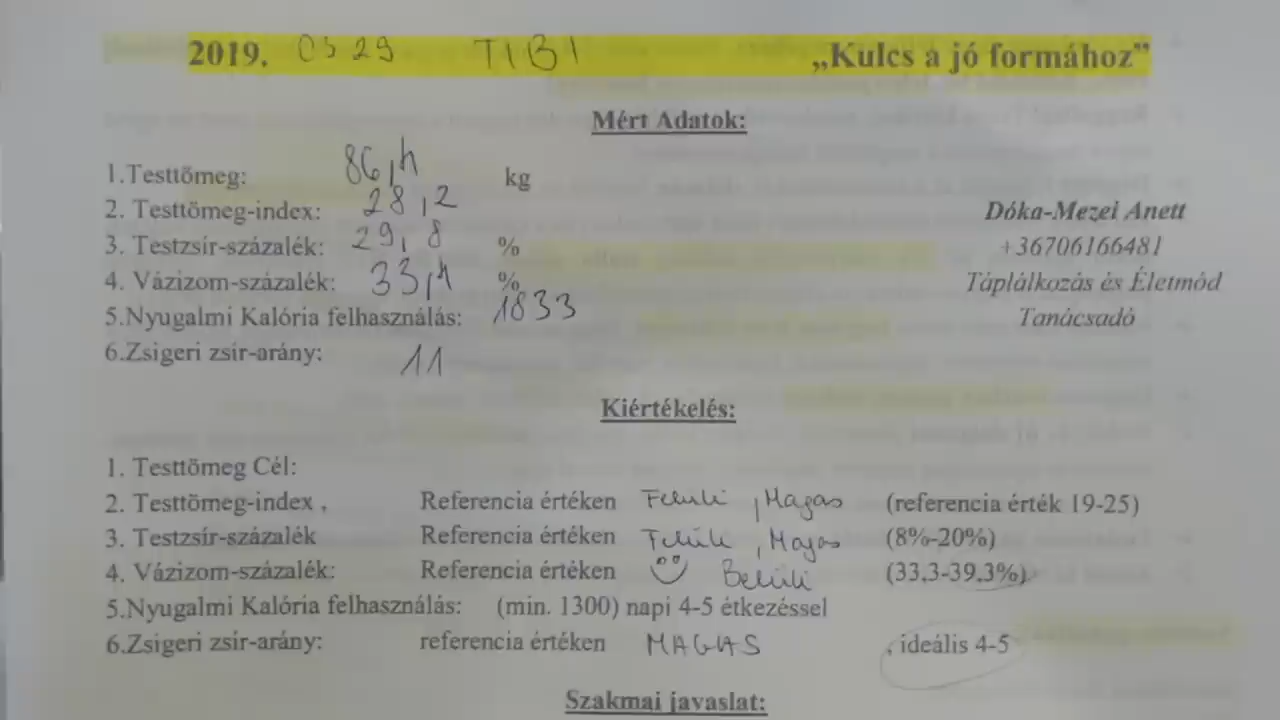 2019. 0329 TIBI „Kulcs a jó formához”
Mért Adatok:
1.Testtömeg: 86,4 kg
2. Testtömeg-index: 28,2
3. Testzsír-százalék: 29,8 %
4. Vázizom-százalék: 33,4 %
5.Nyugalmi Kalória felhasználás: 1833
6.Zsigeri zsír-arány: 11
Dóka-Mezei Anett
+36706166481
Táplálkozás és Életmód
Tanácsadó
Kiértékelés:
1. Testtömeg Cél:
2. Testtömeg-index , Referencia értéken Felüli, Magas (referencia érték 19-25)
3. Testzsír-százalék Referencia értéken Felüli, Magas (8%-20%)
4. Vázizom-százalék: Referencia értéken Belüli (33,3-39,3%)
5.Nyugalmi Kalória felhasználás: (min. 1300) napi 4-5 étkezéssel
6.Zsigeri zsír-arány: referencia értéken MAGAS , ideális 4-5
Szakmai javaslat: